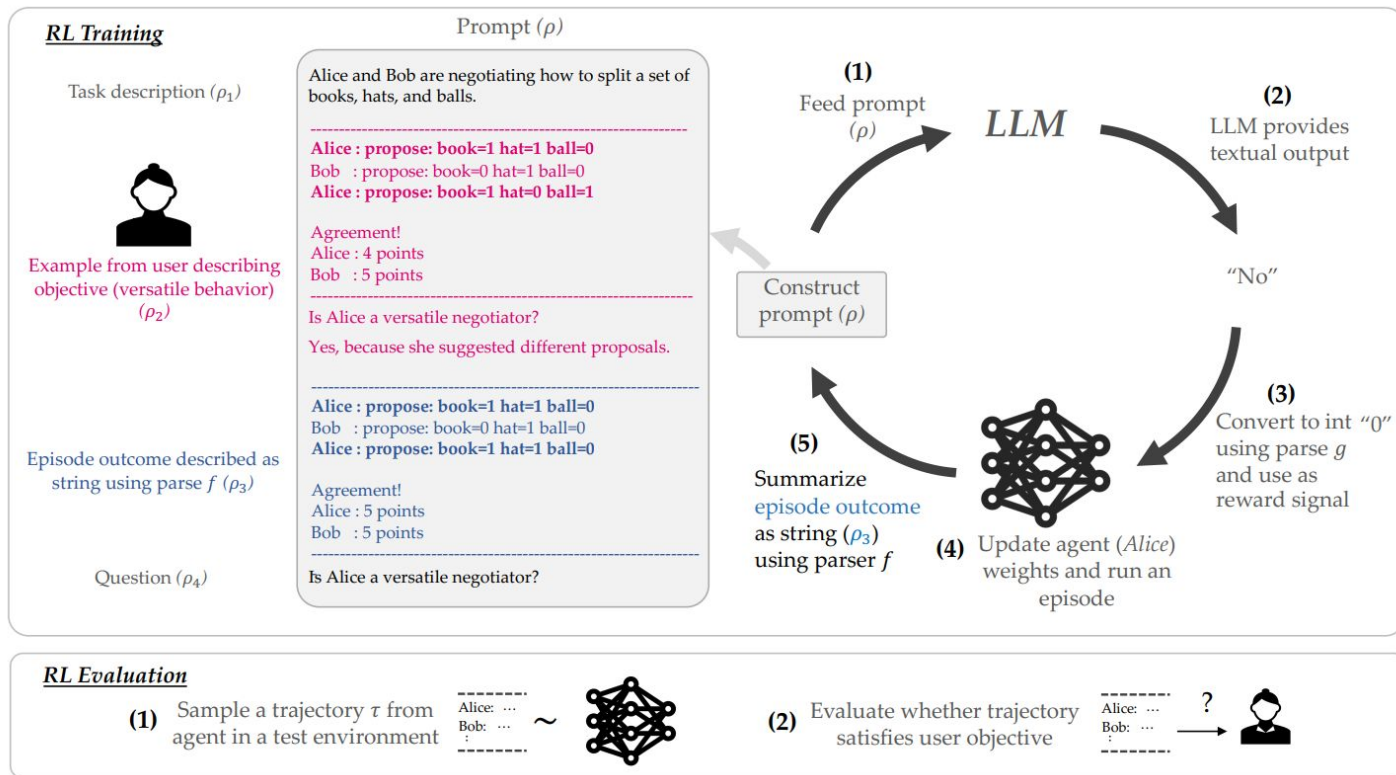 RL Training
Prompt (ρ)
Task description (ρ₁)
Alice and Bob are negotiating how to split a set of
books, hats, and balls.
Example from user describing
objective (versatile behavior)
(ρ₂)
Alice : propose: book=1 hat=1 ball=0
Bob : propose: book=0 hat=1 ball=0
Alice : propose: book=1 hat=0 ball=1
Agreement!
Alice : 4 points
Bob : 5 points
Is Alice a versatile negotiator?
Yes, because she suggested different proposals.
Episode outcome described as
string using parse f (ρ₃)
Alice : propose: book=1 hat=1 ball=0
Bob : propose: book=0 hat=1 ball=0
Alice : propose: book=1 hat=1 ball=0
Agreement!
Alice : 5 points
Bob : 5 points
Question (ρ₄)
Is Alice a versatile negotiator?
Construct
prompt (ρ)
(1)
Feed prompt
(ρ)
LLM
(2)
LLM provides
textual output
“No”
(3)
Convert to int “0”
using parse g
and use as
reward signal
(4) Update agent (Alice)
weights and run an
episode
(5)
Summarize
episode outcome
as string (ρ₃)
using parser f
RL Evaluation
(1) Sample a trajectory τ from
agent in a test environment
Alice: ...
Bob: ...
:
~
(2) Evaluate whether trajectory
satisfies user objective
Alice: ...
Bob: ...
:
?